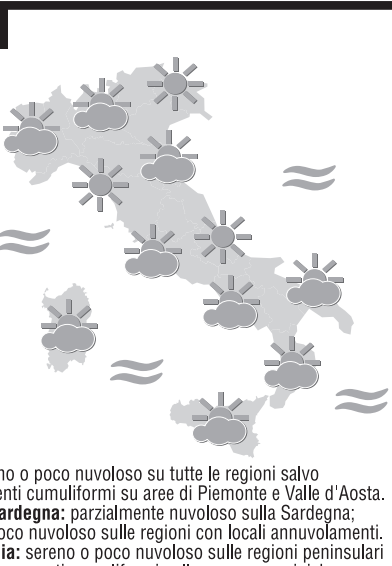 no o poco nuvoloso su tutte le regioni salvo
enti cumuliformi su aree di Piemonte e Valle d'Aosta.
ardegna: parzialmente nuvoloso sulla Sardegna;
oco nuvoloso sulle regioni con locali annuvolamenti.
ia: sereno o poco nuvoloso sulle regioni peninsulari